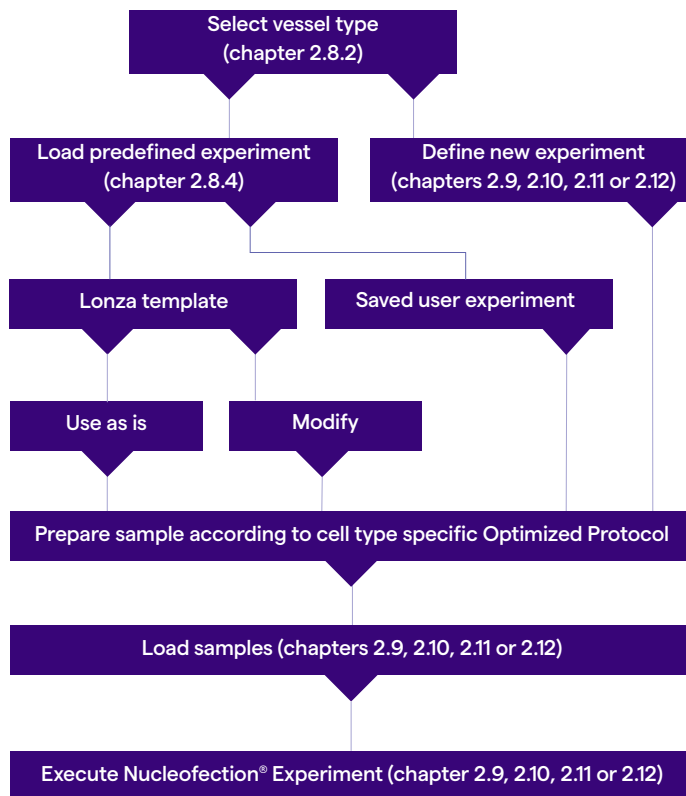 Select vessel type
(chapter 2.8.2)
Load predefined experiment
(chapter 2.8.4)
Define new experiment
(chapters 2.9, 2.10, 2.11 or 2.12)
Lonza template
Saved user experiment
Use as is
Modify
Prepare sample according to cell type specific Optimized Protocol
Load samples (chapters 2.9, 2.10, 2.11 or 2.12)
Execute Nucleofection® Experiment (chapter 2.9, 2.10, 2.11 or 2.12)